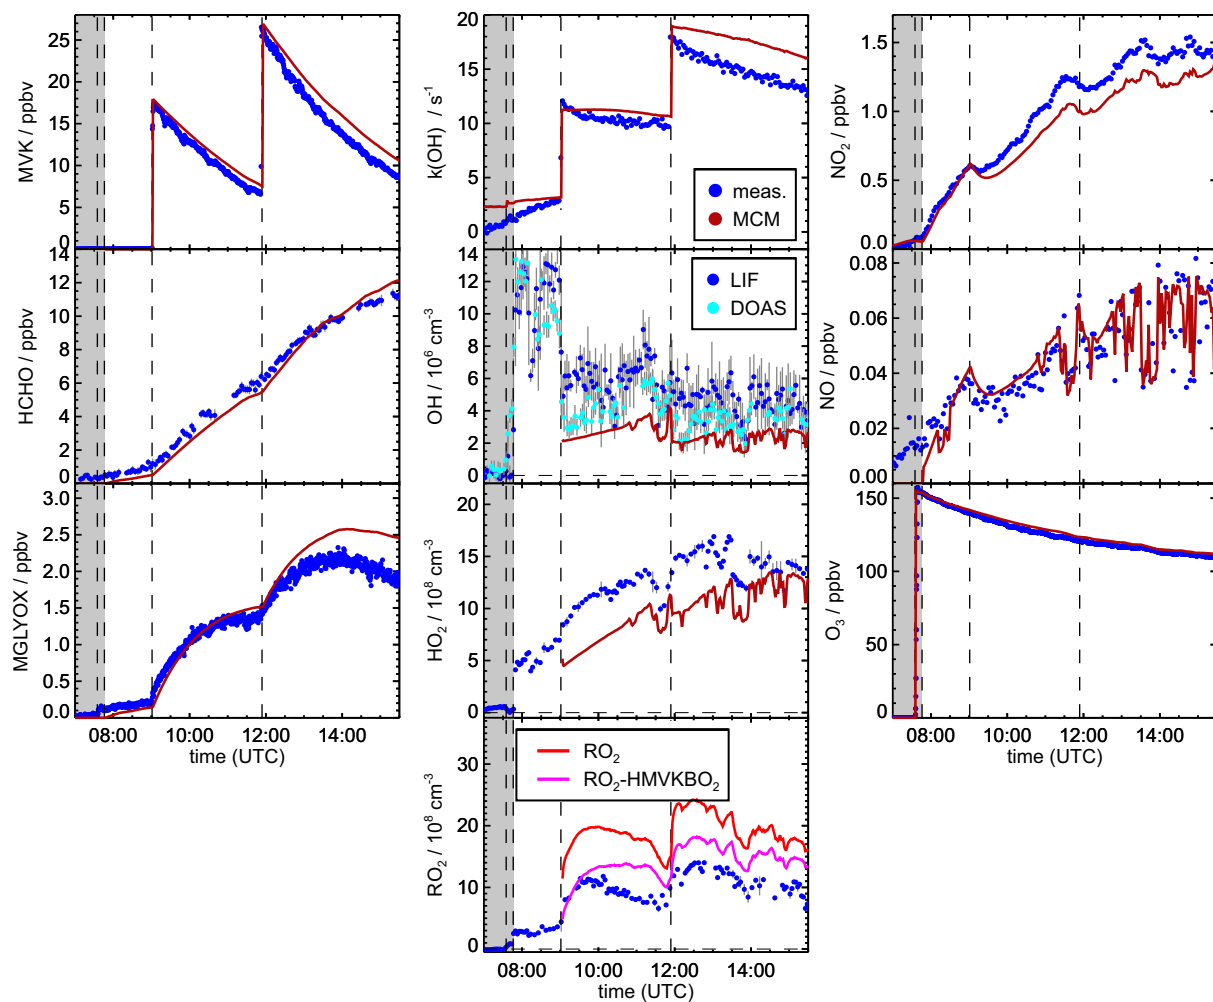 MVK / ppbv
25
20
15
10
5
0
k(OH) / s⁻¹
20
15
10
5
0
meas.
MCM
NO₂ / ppbv
1.5
1.0
0.5
0.0
HCHO / ppbv
14
12
10
8
6
4
2
0
OH / 10⁶ cm⁻³
14
12
10
8
6
4
2
0
LIF
DOAS
NO / ppbv
0.08
0.06
0.04
0.02
0.00
MGLYOX / ppbv
3.0
2.5
2.0
1.5
1.0
0.5
0.0
08:00 10:00 12:00 14:00
time (UTC)
HO₂ / 10⁸ cm⁻³
20
15
10
5
0
O₃ / ppbv
150
100
50
0
08:00 10:00 12:00 14:00
time (UTC)
RO₂ / 10⁸ cm⁻³
30
20
10
0
RO₂
RO₂-HMVKBO₂
08:00 10:00 12:00 14:00
time (UTC)